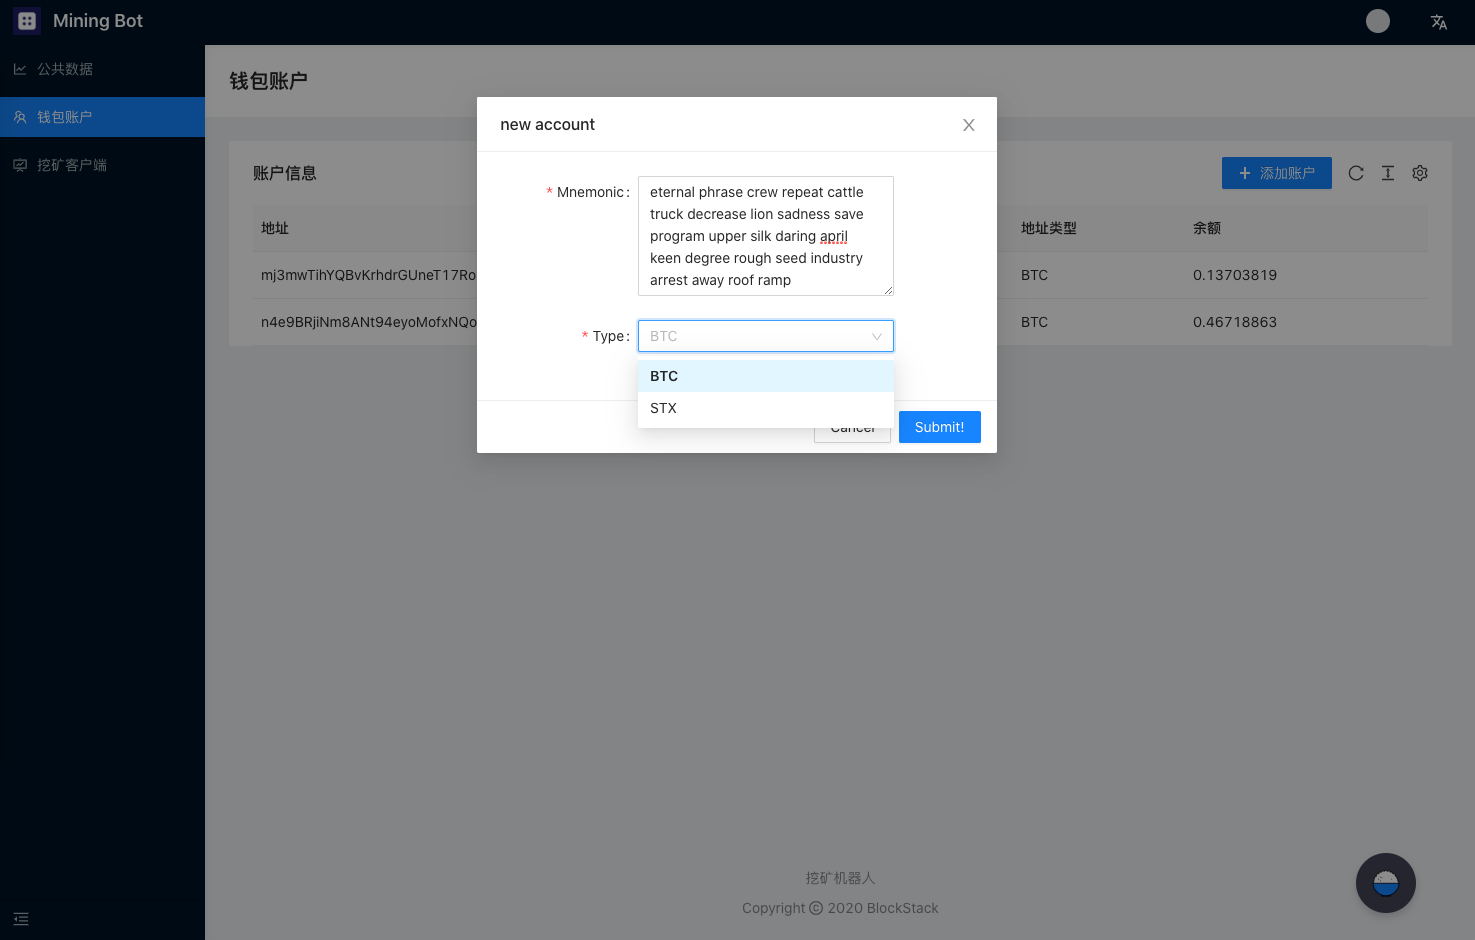 Mining Bot
公共数据
钱包账户
挖矿客户端
钱包账户
账户信息
添加账户
地址
地址类型
余额
mj3mwTihYQBvKrhdrGUneT17Ro
BTC
0.13703819
n4e9BRjiNm8ANt94eyoMofxNQo
BTC
0.46718863
new account
* Mnemonic:
eternal phrase crew repeat cattle
truck decrease lion sadness save
program upper silk daring april
keen degree rough seed industry
arrest away roof ramp
* Type:
BTC
BTC
STX
Cancel
Submit!
挖矿机器人
Copyright © 2020 BlockStack